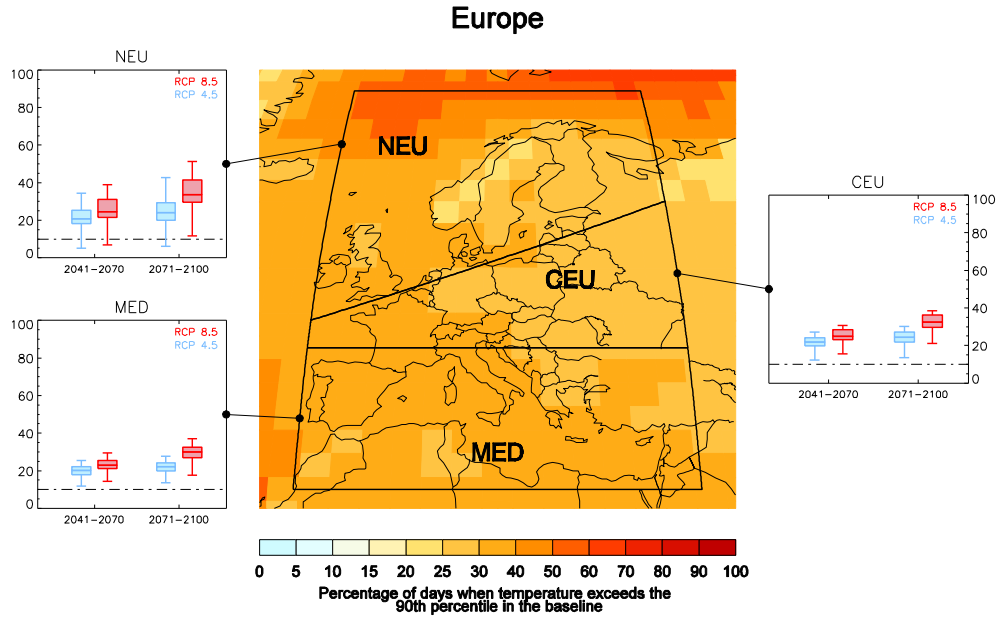 Europe
NEU
100
80
60
40
20
0
RCP 8.5
RCP 4.5
2041-2070
2071-2100
MED
100
80
60
40
20
0
RCP 8.5
RCP 4.5
2041-2070
2071-2100
NEU
CEU
MED
CEU
100
80
60
40
20
0
RCP 8.5
RCP 4.5
2041-2070
2071-2100
0 5 10 15 20 25 30 40 50 60 70 80 90 100
Percentage of days when temperature exceeds the
90th percentile in the baseline